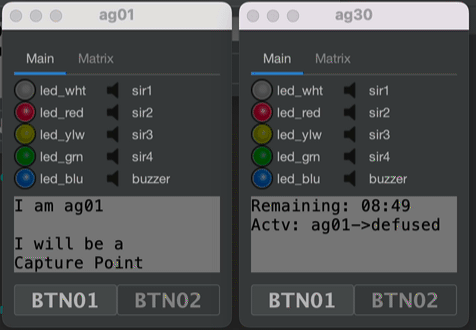 ag01
Main Matrix
led_wht sir1
led_red sir2
led_ylw sir3
led_grn sir4
led_blu buzzer
I am ag01
I will be a
Capture Point
BTN01 BTN02
ag30
Main Matrix
led_wht sir1
led_red sir2
led_ylw sir3
led_grn sir4
led_blu buzzer
Remaining: 08:49
Actv: ag01->defused
BTN01 BTN02